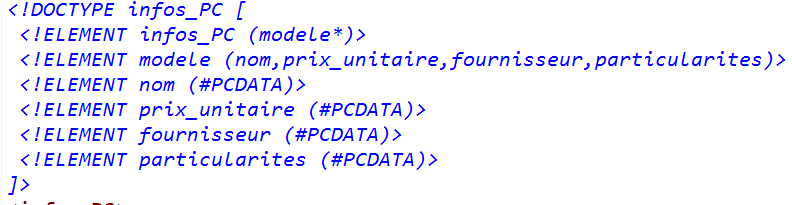 <!DOCTYPE infos_PC [
<!ELEMENT infos_PC (modele*)>
<!ELEMENT modele (nom,prix_unitaire,fournisseur,particularites)>
<!ELEMENT nom (#PCDATA)>
<!ELEMENT prix_unitaire (#PCDATA)>
<!ELEMENT fournisseur (#PCDATA)>
<!ELEMENT particularites (#PCDATA)>
]>